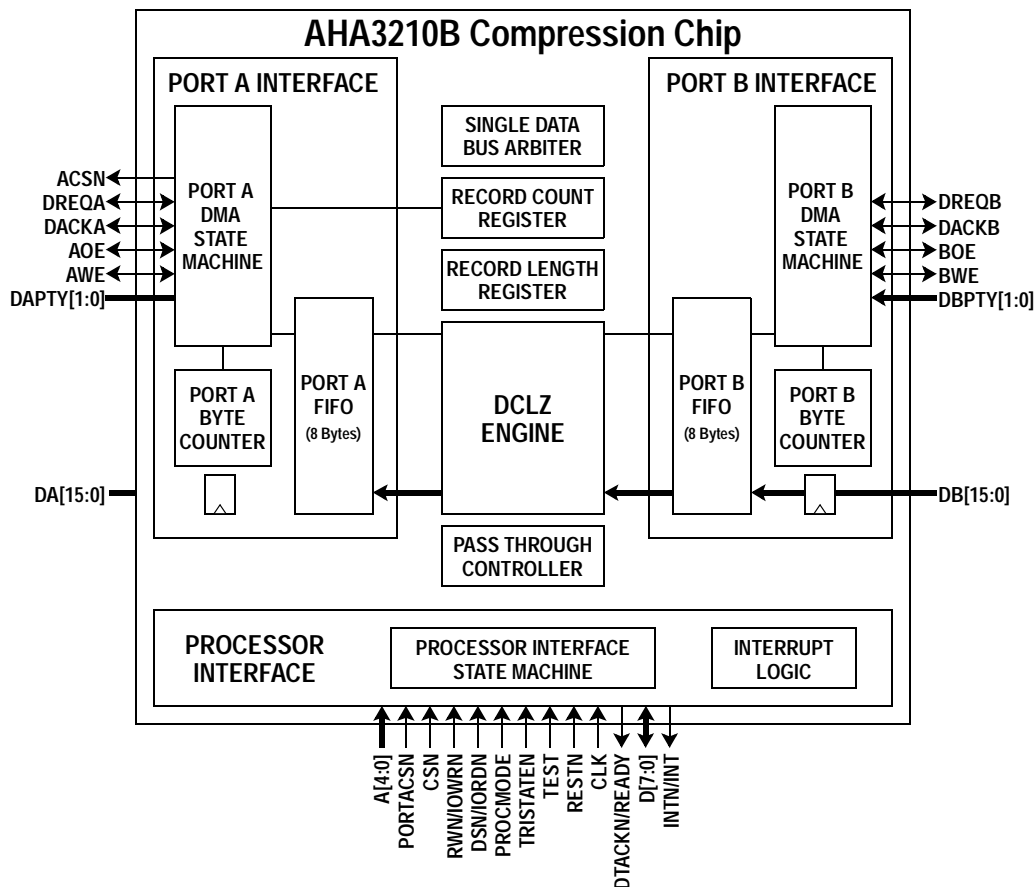 AHA3210B Compression Chip
PORT A INTERFACE
PORT B INTERFACE
SINGLE DATA
BUS ARBITER
RECORD COUNT
REGISTER
RECORD LENGTH
REGISTER
PORT A
DMA
STATE
MACHINE
PORT B
DMA
STATE
MACHINE
ACSN
DREQA
DACKA
AOE
AWE
DAPTY[1:0]
DREQB
DACKB
BOE
BWE
DBPTY[1:0]
PORT A
BYTE
COUNTER
PORT A
FIFO
(8 Bytes)
DCLZ
ENGINE
PORT B
FIFO
(8 Bytes)
PORT B
BYTE
COUNTER
DA[15:0]
DB[15:0]
PASS THROUGH
CONTROLLER
PROCESSOR
INTERFACE
PROCESSOR INTERFACE
STATE MACHINE
INTERRUPT
LOGIC
A[4:0]
PORTACSN
CSN
RWN/IOWRN
DSN/IORDN
PROCMODE
TRISTATEN
TEST
RESTN
CLK
DTACKN/READY
D[7:0]
INTN/INT